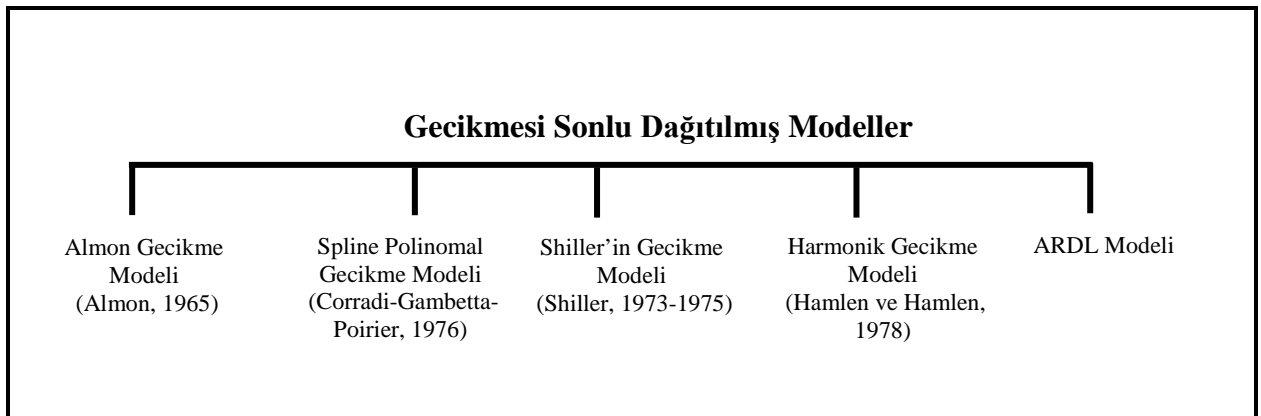 Gecikmesi Sonlu Dağıtılmış Modeller
Almon Gecikme
Modeli
(Almon, 1965)
Spline Polinomal
Gecikme Modeli
(Corradi-Gambetta-
Poirier, 1976)
Shiller’in Gecikme
Modeli
(Shiller, 1973-1975)
Harmonik Gecikme
Modeli
(Hamlen ve Hamlen,
1978)
ARDL Modeli